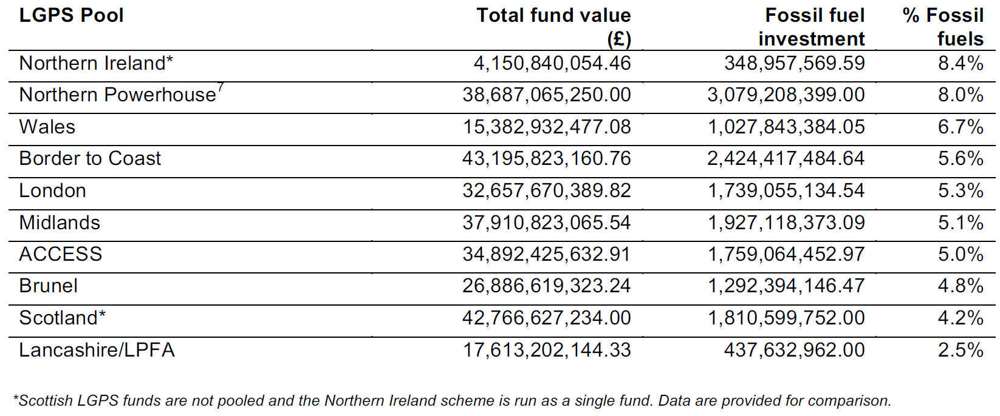 LGPS Pool Total fund value (£) Fossil fuel investment % Fossil fuels
Northern Ireland* 4,150,840,054.46 348,957,569.59 8.4%
Northern Powerhouse7 38,687,065,250.00 3,079,208,399.00 8.0%
Wales 15,382,932,477.08 1,027,843,384.05 6.7%
Border to Coast 43,195,823,160.76 2,424,417,484.64 5.6%
London 32,657,670,389.82 1,739,055,134.54 5.3%
Midlands 37,910,823,065.54 1,927,118,373.09 5.1%
ACCESS 34,892,425,632.91 1,759,064,452.97 5.0%
Brunel 26,886,619,323.24 1,292,394,146.47 4.8%
Scotland* 42,766,627,234.00 1,810,599,752.00 4.2%
Lancashire/LPFA 17,613,202,144.33 437,632,962.00 2.5%
*Scottish LGPS funds are not pooled and the Northern Ireland scheme is run as a single fund. Data are provided for comparison.